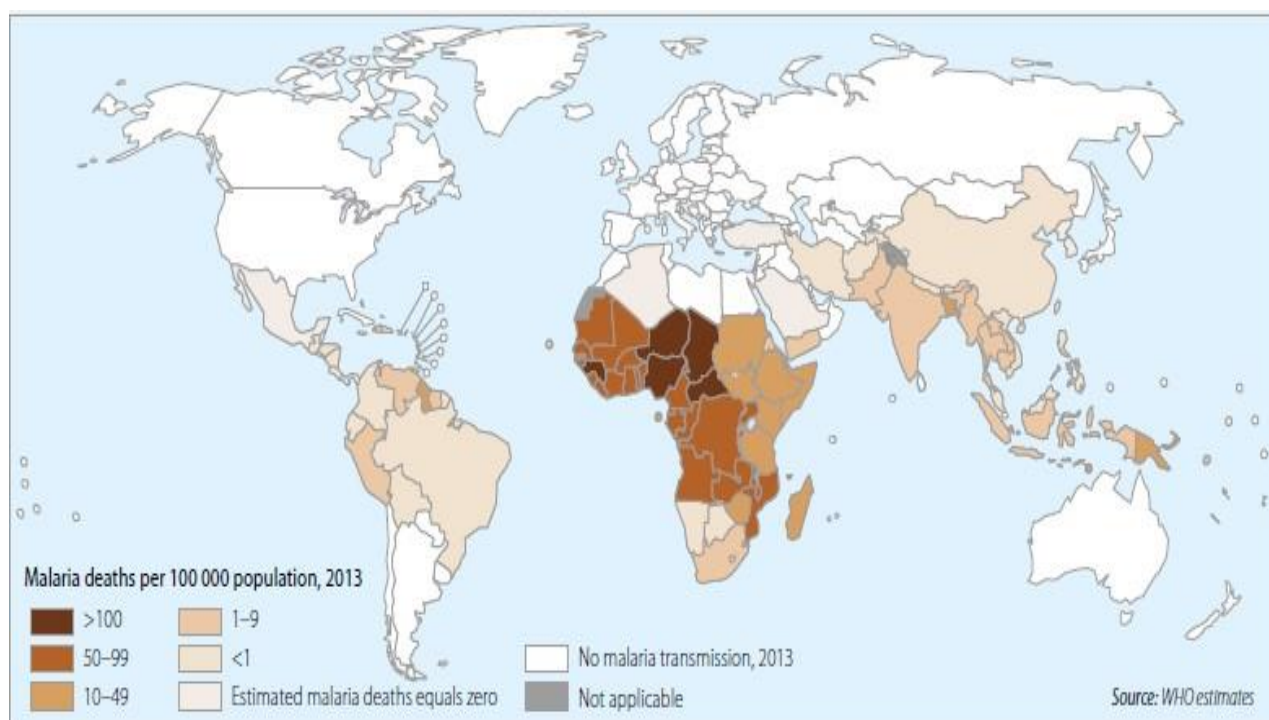 Malaria deaths per 100 000 population, 2013
>100
50–99
10–49
1–9
<1
Estimated malaria deaths equals zero
No malaria transmission, 2013
Not applicable
Source: WHO estimates